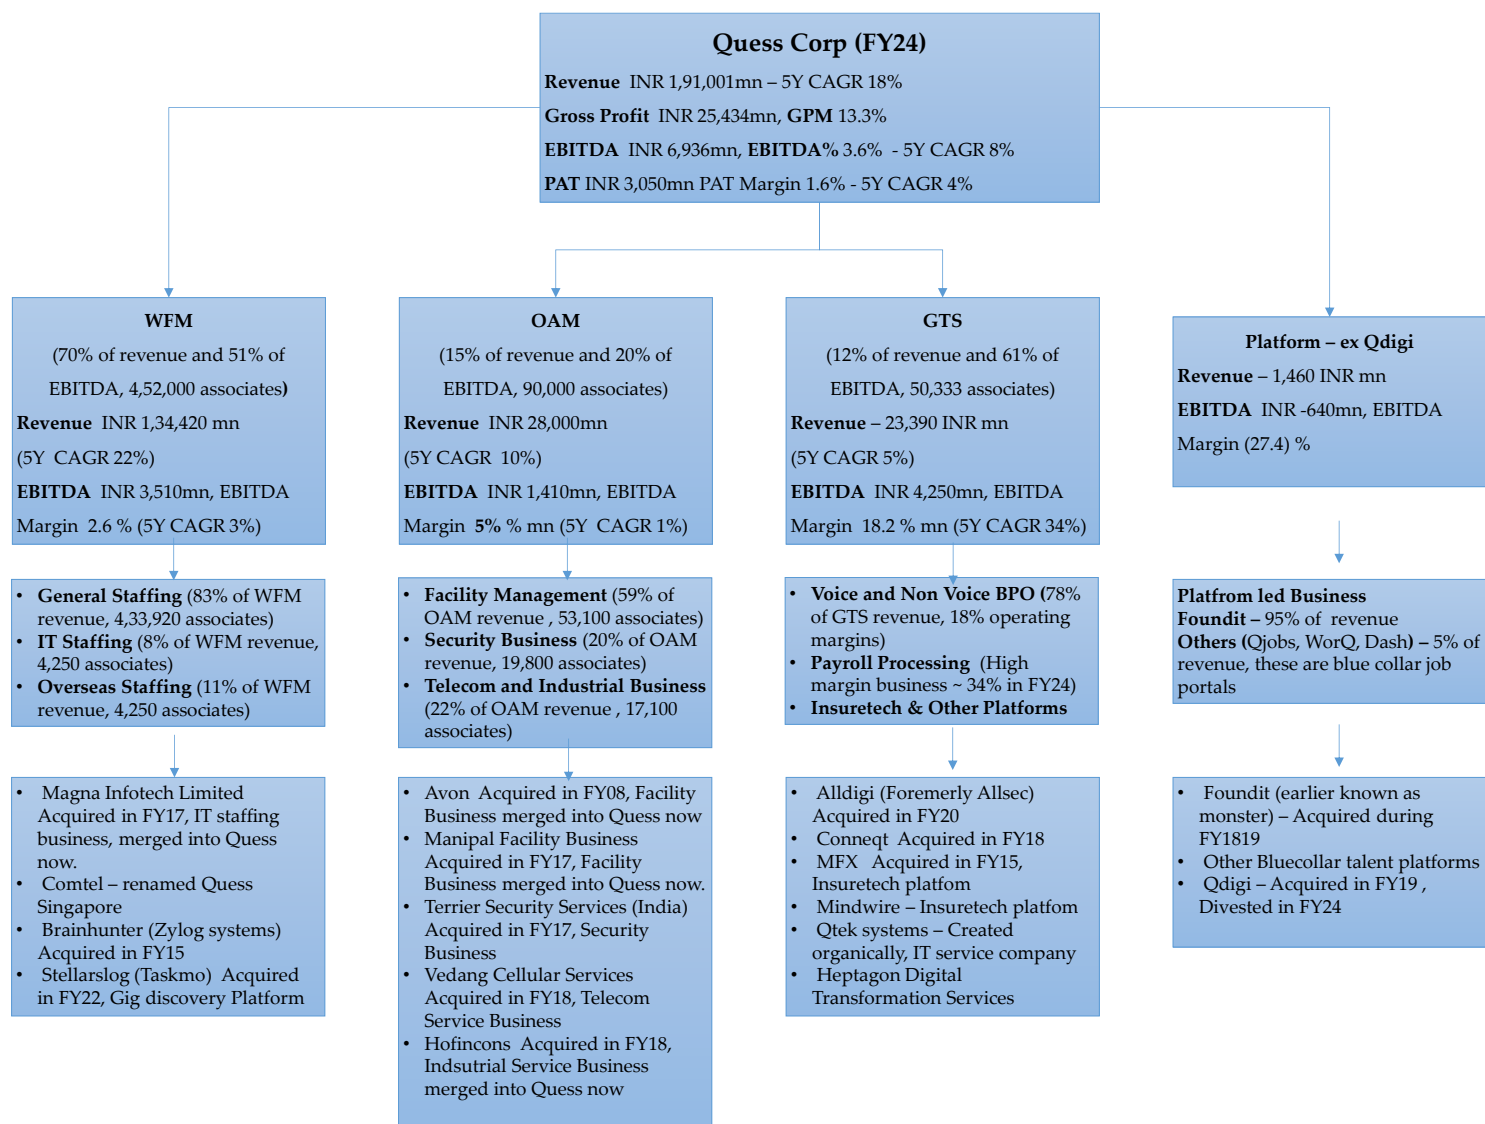 Quess Corp (FY24)
Revenue INR 1,91,001mn – 5Y CAGR 18%
Gross Profit INR 25,434mn, GPM 13.3%
EBITDA INR 6,936mn, EBITDA% 3.6% - 5Y CAGR 8%
PAT INR 3,050mn PAT Margin 1.6% - 5Y CAGR 4%
WFM
(70% of revenue and 51% of
EBITDA, 4,52,000 associates)
Revenue INR 1,34,420 mn
(5Y CAGR 22%)
EBITDA INR 3,510mn, EBITDA
Margin 2.6 % (5Y CAGR 3%)
• General Staffing (83% of WFM
revenue, 4,33,920 associates)
• IT Staffing (8% of WFM revenue,
4,250 associates)
• Overseas Staffing (11% of WFM
revenue, 4,250 associates)
• Magna Infotech Limited
Acquired in FY17, IT staffing
business, merged into Quess
now.
• Comtel – renamed Quess
Singapore
• Brainhunter (Zylog systems)
Acquired in FY15
• Stellarslog (Taskmo) Acquired
in FY22, Gig discovery Platform
OAM
(15% of revenue and 20% of
EBITDA, 90,000 associates)
Revenue INR 28,000mn
(5Y CAGR 10%)
EBITDA INR 1,410mn, EBITDA
Margin 5% % mn (5Y CAGR 1%)
• Facility Management (59% of
OAM revenue , 53,100 associates)
• Security Business (20% of OAM
revenue, 19,800 associates)
• Telecom and Industrial Business
(22% of OAM revenue , 17,100
associates)
• Avon Acquired in FY08, Facility
Business merged into Quess now
• Manipal Facility Business
Acquired in FY17, Facility
Business merged into Quess now.
• Terrier Security Services (India)
Acquired in FY17, Security
Business
• Vedang Cellular Services
Acquired in FY18, Telecom
Service Business
• Hofincons Acquired in FY18,
Indsutrial Service Business
merged into Quess now
GTS
(12% of revenue and 61% of
EBITDA, 50,333 associates)
Revenue – 23,390 INR mn
(5Y CAGR 5%)
EBITDA INR 4,250mn, EBITDA
Margin 18.2 % mn (5Y CAGR 34%)
• Voice and Non Voice BPO (78%
of GTS revenue, 18% operating
margins)
• Payroll Processing (High
margin business ~ 34% in FY24)
• Insuretech & Other Platforms
• Alldigi (Foremerly Allsec)
Acquired in FY20
• Conneqt Acquired in FY18
• MFX Acquired in FY15,
Insuretech platfom
• Mindwire – Insuretech platfom
• Qtek systems – Created
organically, IT service company
• Heptagon Digital
Transformation Services
Platform – ex Qdigi
Revenue – 1,460 INR mn
EBITDA INR -640mn, EBITDA
Margin (27.4) %
Platfrom led Business
Foundit – 95% of revenue
Others (Qjobs, WorQ, Dash) – 5% of
revenue, these are blue collar job
portals
• Foundit (earlier known as
monster) – Acquired during
FY1819
• Other Bluecollar talent platforms
• Qdigi – Acquired in FY19 ,
Divested in FY24